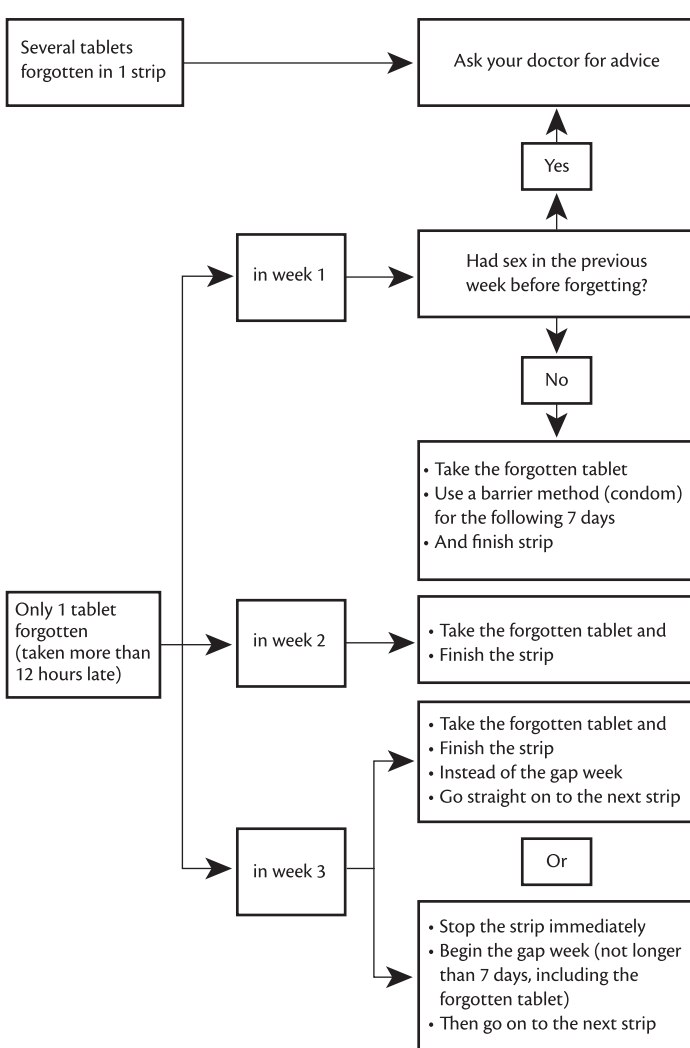 Several tablets
forgotten in 1 strip
Ask your doctor for advice
Yes
in week 1
Had sex in the previous
week before forgetting?
No
• Take the forgotten tablet
• Use a barrier method (condom)
for the following 7 days
• And finish strip
Only 1 tablet
forgotten
(taken more than
12 hours late)
in week 2
• Take the forgotten tablet and
• Finish the strip
• Take the forgotten tablet and
• Finish the strip
• Instead of the gap week
• Go straight on to the next strip
in week 3
Or
• Stop the strip immediately
• Begin the gap week (not longer
than 7 days, including the
forgotten tablet)
• Then go on to the next strip